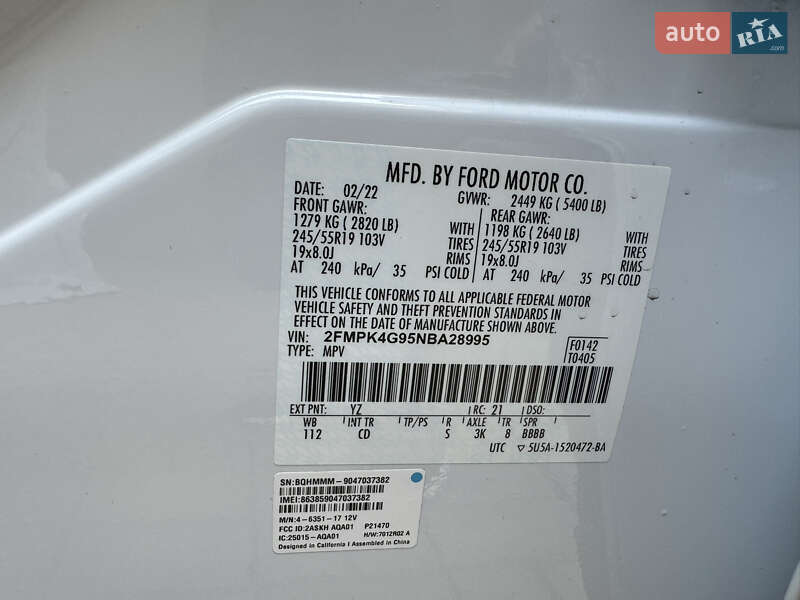 auto RIA .com
MFD. BY FORD MOTOR CO.
DATE: 02/22 GVWR: 2449 KG ( 5400 LB)
FRONT GAWR: REAR GAWR:
1279 KG ( 2820 LB) WITH 1198 KG ( 2640 LB) WITH
245/55R19 103V TIRES 245/55R19 103V TIRES
19x8.0J RIMS 19x8.0J RIMS
AT 240 kPa/ 35 PSI COLD AT 240 kPa/ 35 PSI COLD
THIS VEHICLE CONFORMS TO ALL APPLICABLE FEDERAL MOTOR
VEHICLE SAFETY AND THEFT PREVENTION STANDARDS IN
EFFECT ON THE DATE OF MANUFACTURE SHOWN ABOVE.
VIN: 2FMPK4G95NBA28995 F0142
TYPE: MPV T0405
EXT PNT: YZ RC: 21 DSO:
WB INT TR TP/PS R AXLE TR SPR
112 CD 5 3K 8 BBBB
UTC ▽ 5U5A-1520472-BA
SN:BQHMMM-9047037382
IMEI:863859047037382
M/N:4-6351-17 12V
FCC ID:2ASKH AQA01 P21470
IC:25015-AQA01 H/W:7012R02 A
Designed in California I Assembled in China